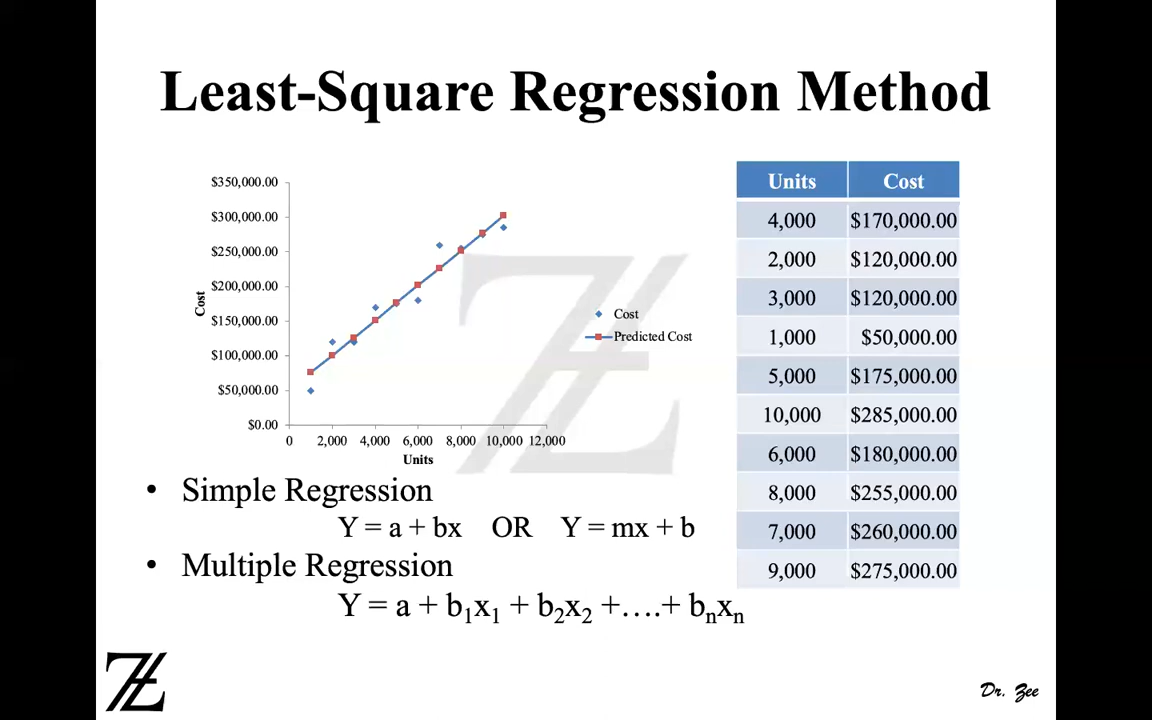 Least-Square Regression Method
$350,000.00
$300,000.00
$250,000.00
$200,000.00
$150,000.00
$100,000.00
$50,000.00
$0.00
Cost
0 2,000 4,000 6,000 8,000 10,000 12,000
Units
Cost
Predicted Cost
Units Cost
4,000 $170,000.00
2,000 $120,000.00
3,000 $120,000.00
1,000 $50,000.00
5,000 $175,000.00
10,000 $285,000.00
6,000 $180,000.00
8,000 $255,000.00
7,000 $260,000.00
9,000 $275,000.00
• Simple Regression
Y = a + bx OR Y = mx + b
• Multiple Regression
Y = a + b₁x₁ + b₂x₂ +….+ bₙxₙ
Dr. Zee